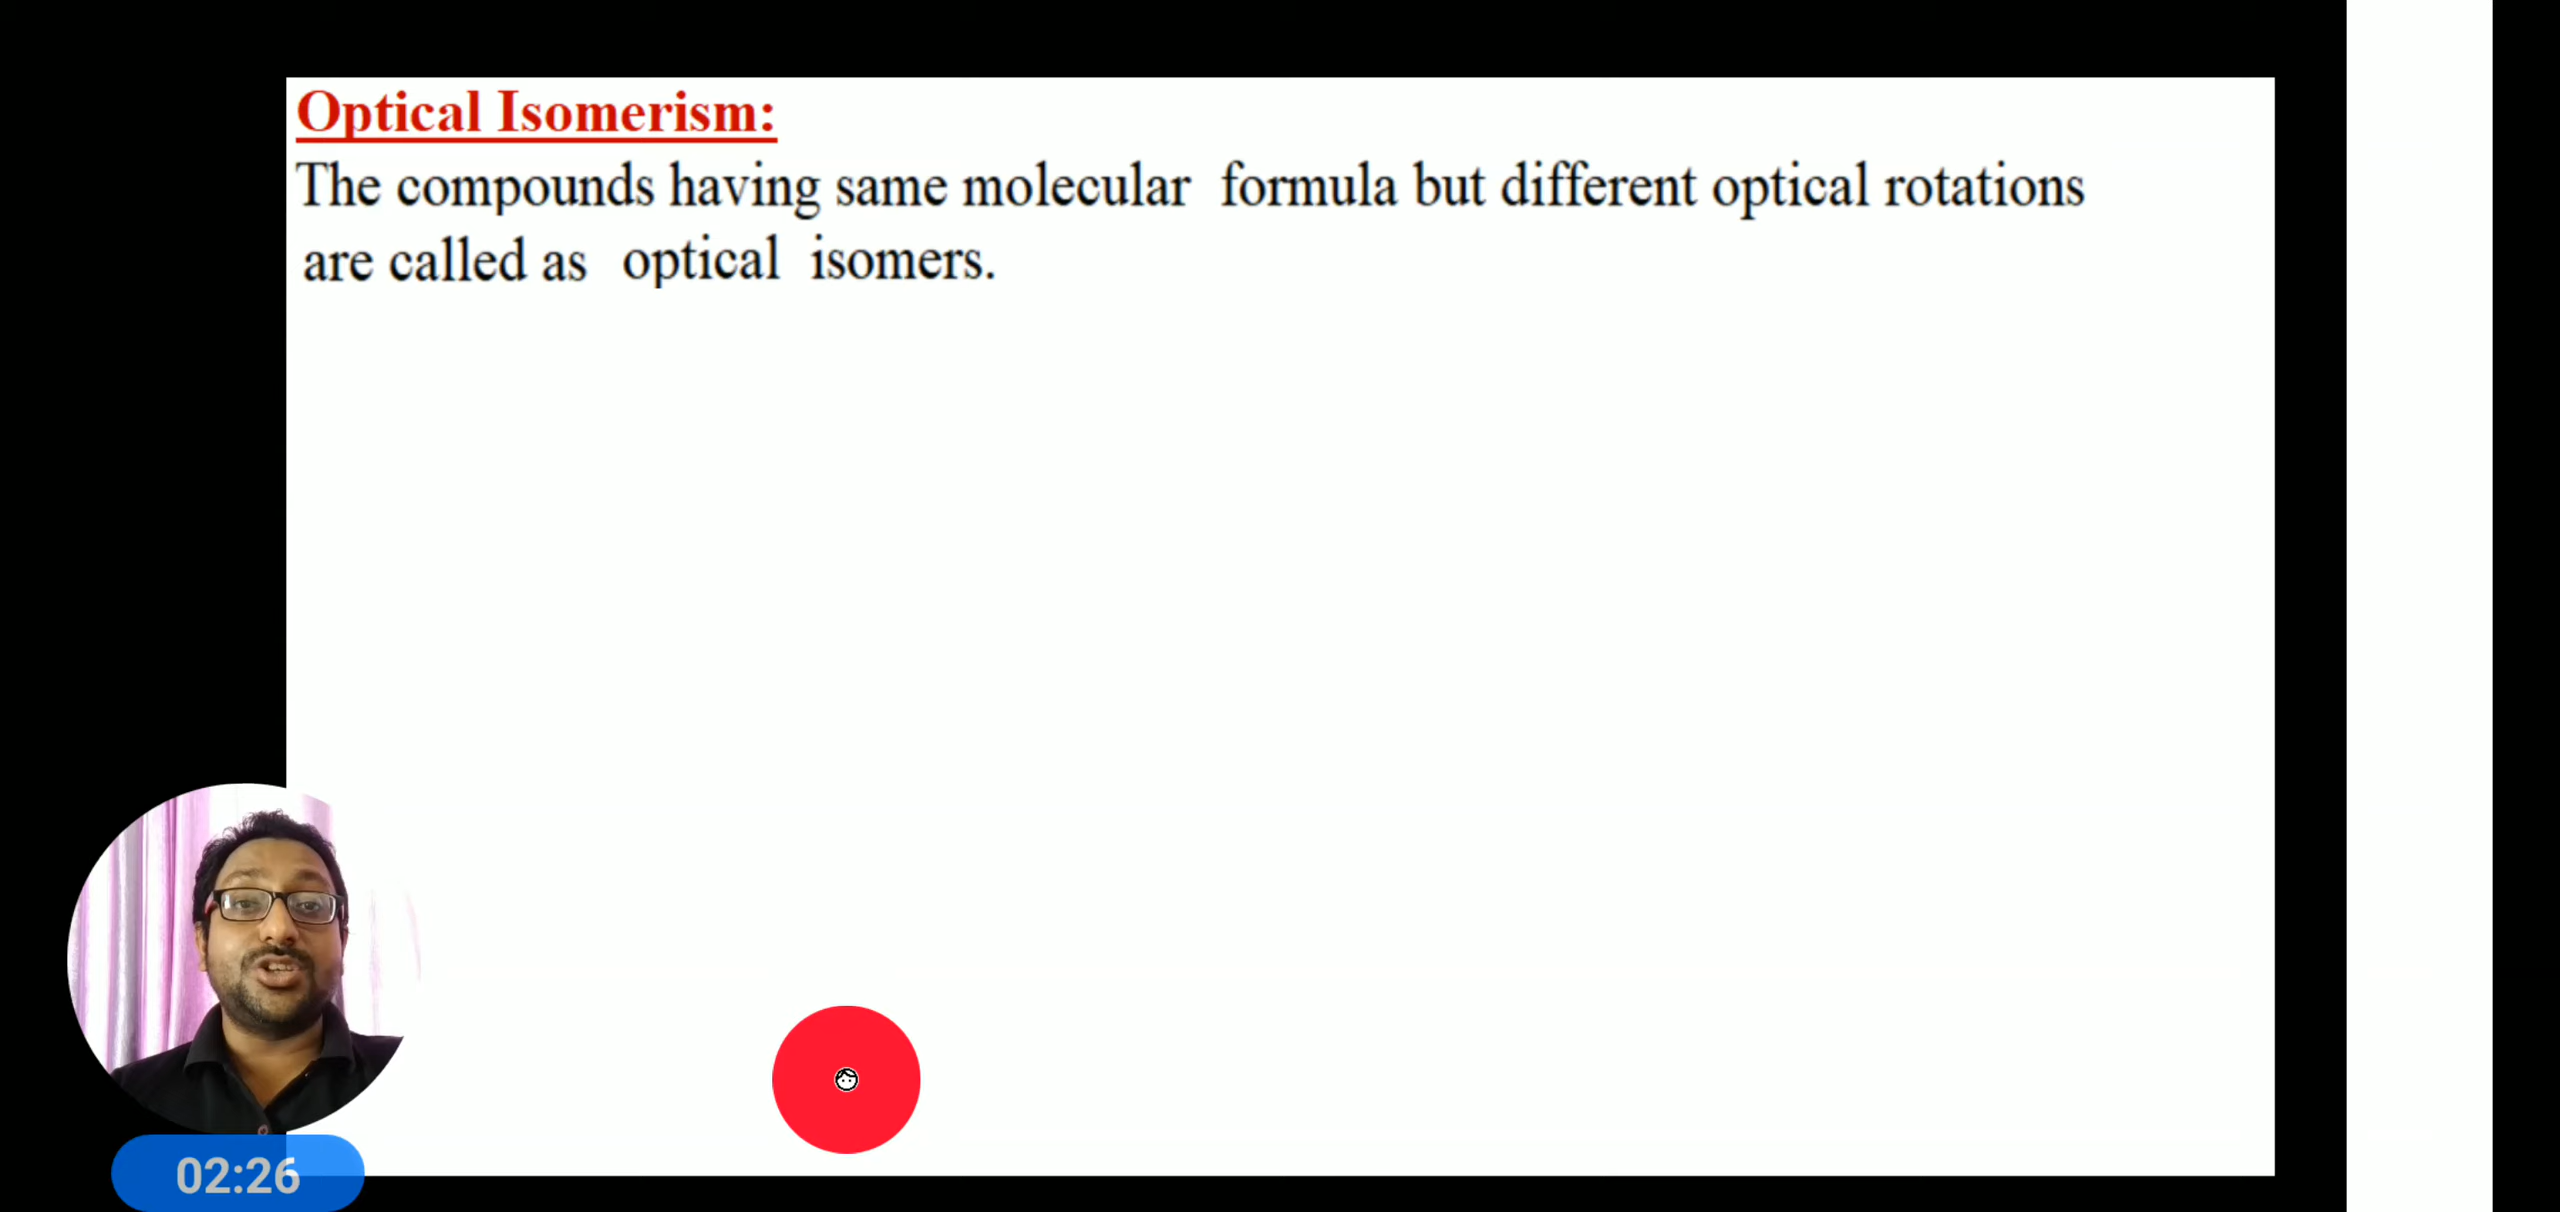 Optical Isomerism:
The compounds having same molecular formula but different optical rotations
are called as optical isomers.
02:26